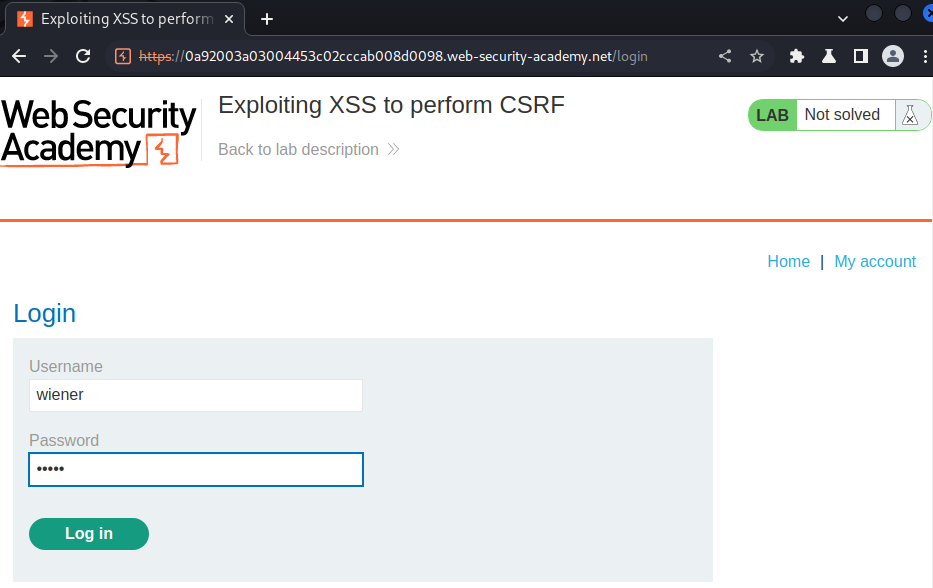 Exploiting XSS to perform
https://0a92003a03004453c02cccab008d0098.web-security-academy.net/login
Web Security
Academy
Exploiting XSS to perform CSRF
Back to lab description
LAB Not solved
Home | My account
Login
Username
wiener
Password
•••••
Log in